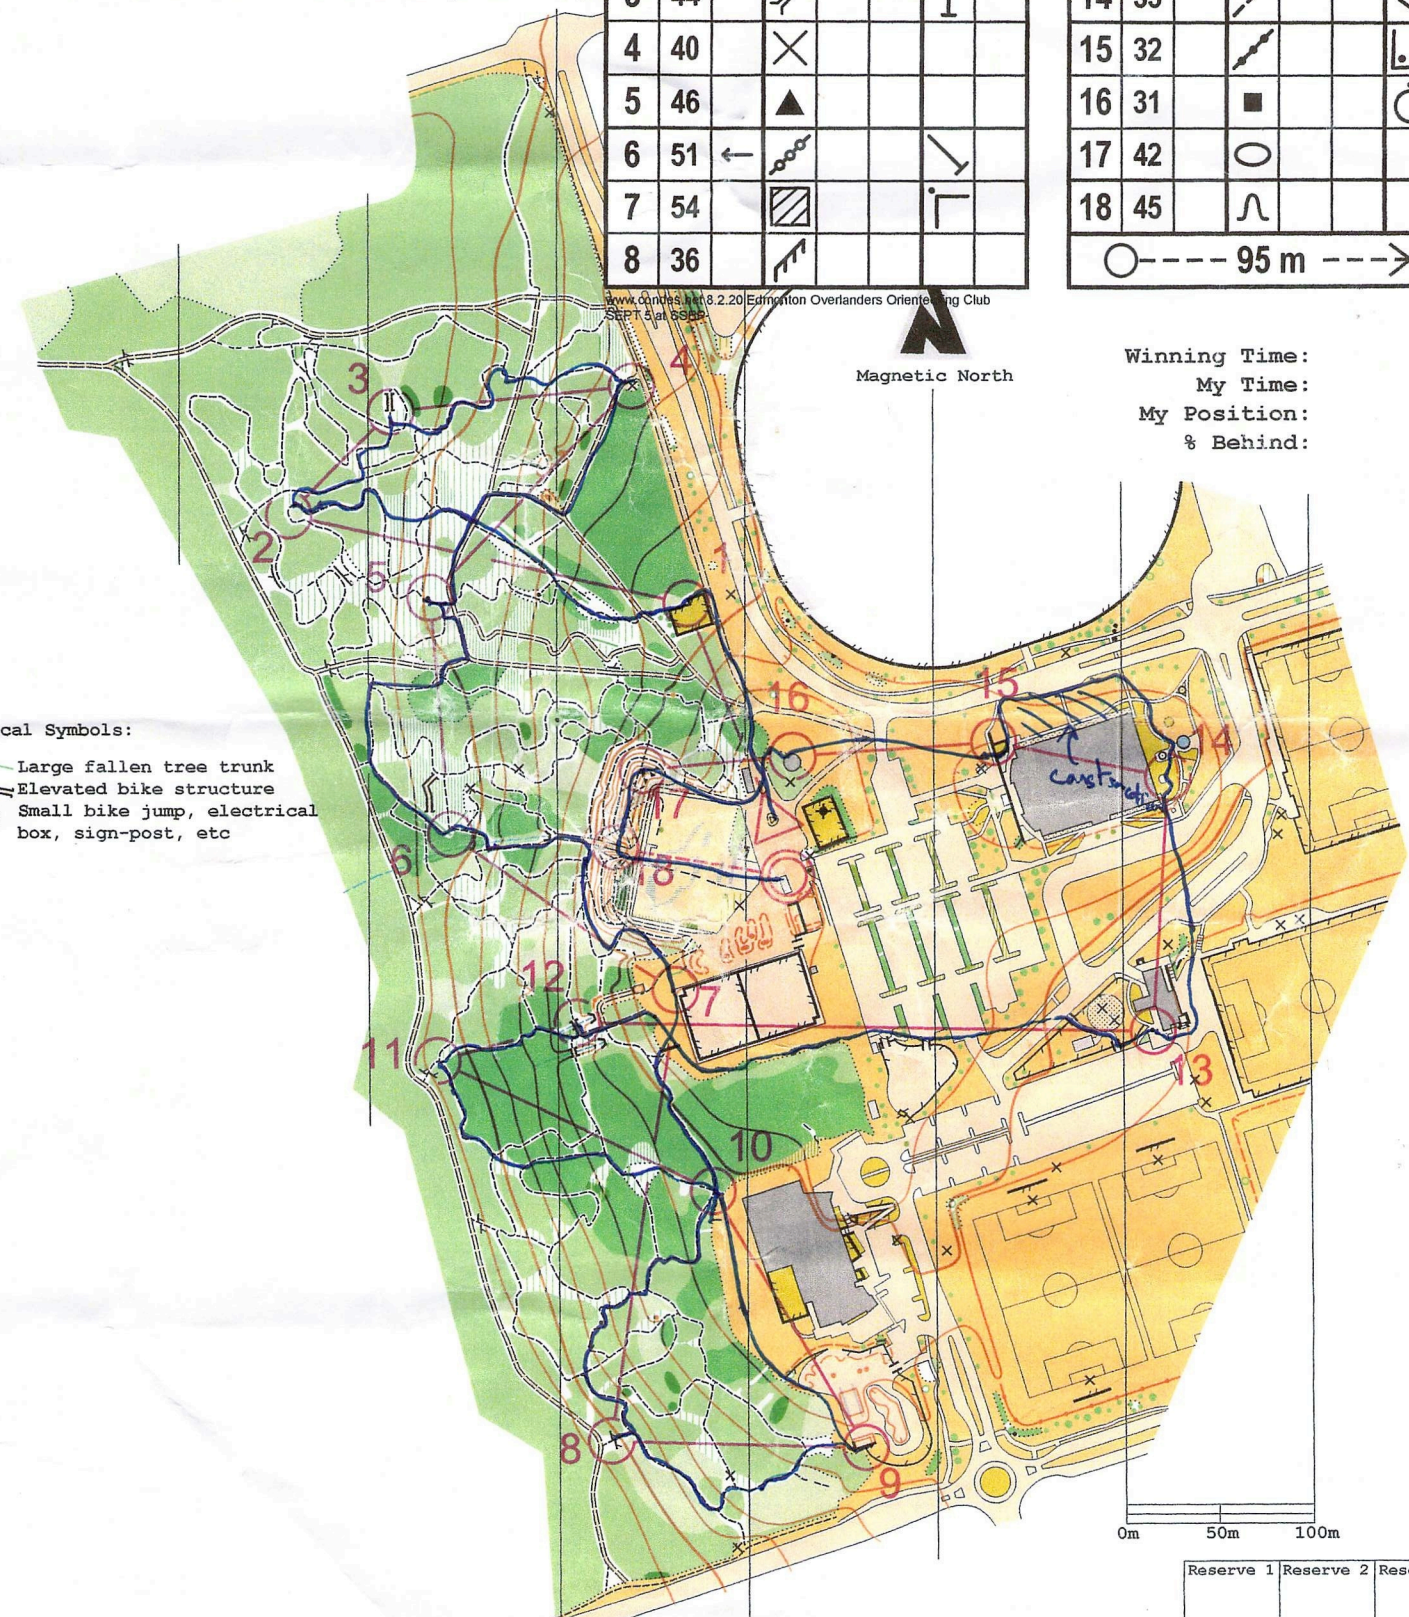 4 40
5 46
6 51
7 54
8 36
15 32
16 31
17 42
18 45
95 m
www.condes.net 8.2.20 Edmonton Overlanders Orienteering Club
SEPT 5 at
N
Magnetic North
Winning Time:
My Time:
My Position:
% Behind:
cal Symbols:
Large fallen tree trunk
Elevated bike structure
Small bike jump, electrical
box, sign-post, etc
3
4
2
5
1
16
15
14
construction
17
6
18
12
7
11
13
10
8
9
0m 50m 100m
Reserve 1 Reserve 2 Rese